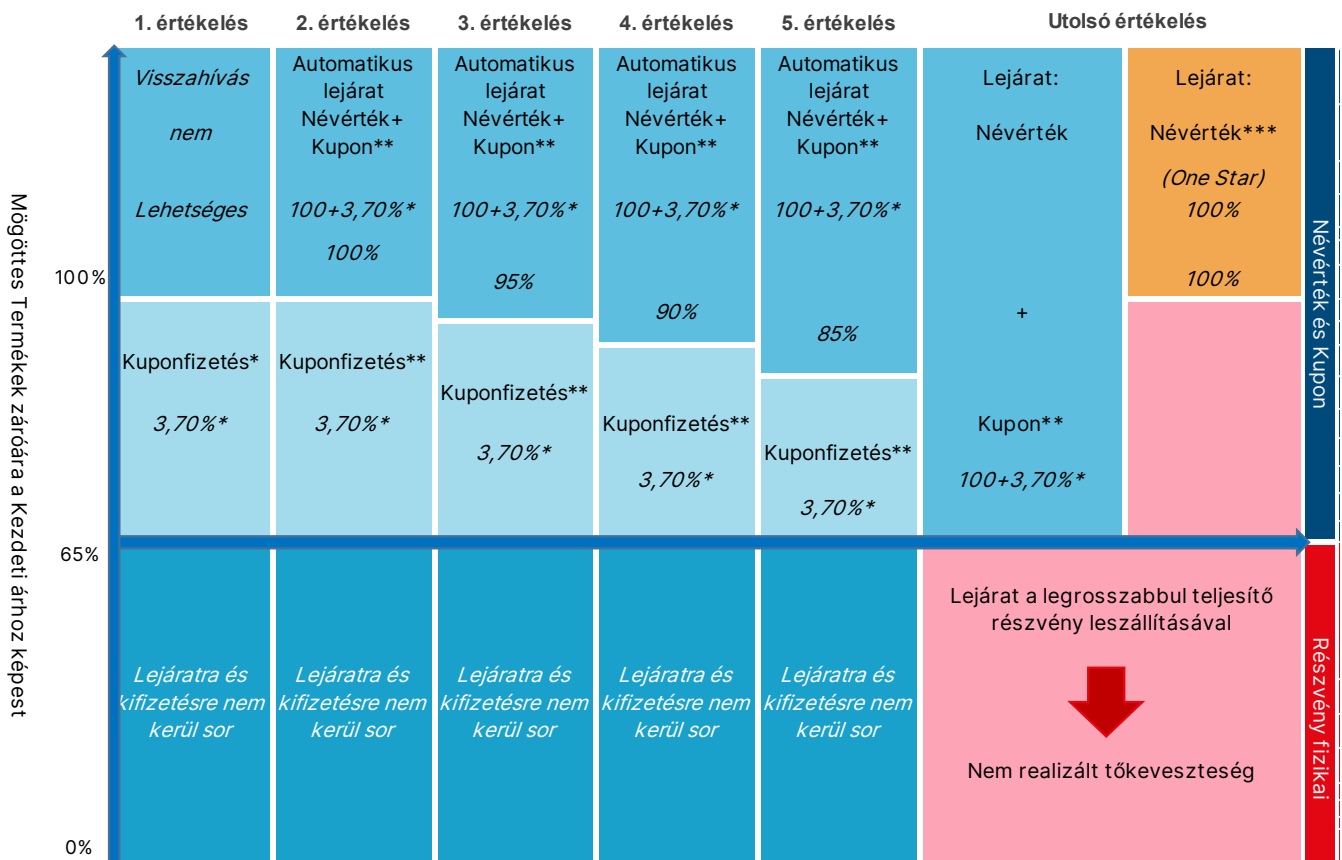 1. értékelés
2. értékelés
3. értékelés
4. értékelés
5. értékelés
Utolsó értékelés
Mögöttes Termékek záróára a Kezdeti árhoz képest
100%
65%
0%
Visszahívás
nem
Lehetséges
Kuponfizetés*
3,70%*
Lejáratra és
kifizetésre nem
kerül sor
Automatikus
lejárat
Névérték+
Kupon**
100+3,70%*
100%
Kuponfizetés**
3,70%*
Lejáratra és
kifizetésre nem
kerül sor
Automatikus
lejárat
Névérték+
Kupon**
100+3,70%*
95%
Kuponfizetés**
3,70%*
Lejáratra és
kifizetésre nem
kerül sor
Automatikus
lejárat
Névérték+
Kupon**
100+3,70%*
90%
Kuponfizetés**
3,70%*
Lejáratra és
kifizetésre nem
kerül sor
Automatikus
lejárat
Névérték+
Kupon**
100+3,70%*
85%
Kuponfizetés**
3,70%*
Lejáratra és
kifizetésre nem
kerül sor
Lejárat:
Névérték
+
Kupon**
100+3,70%*
Lejárat:
Névérték***
(One Star)
100%
100%
Lejárat a legrosszabbul teljesítő
részvény leszállításával
Nem realizált tőkeveszteség
Névérték és Kupon
Részvény fizikai